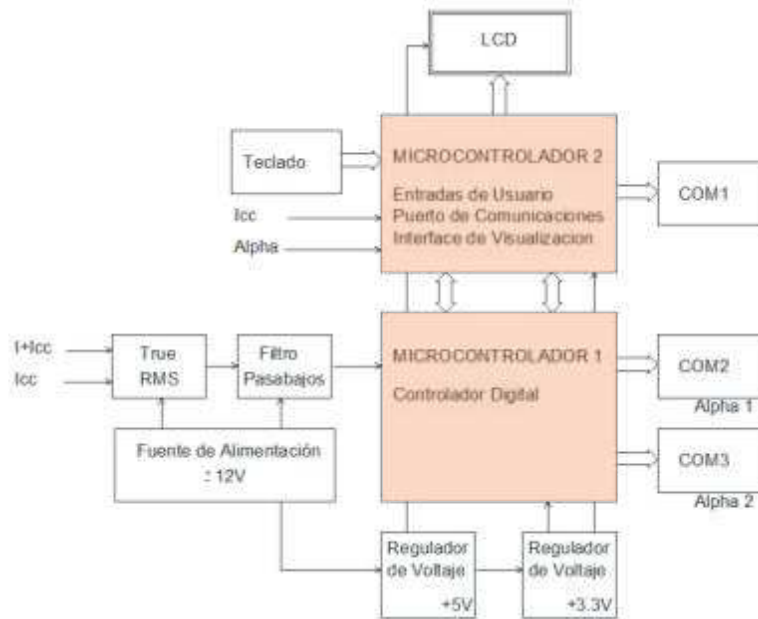 LCD
Teclado
MICROCONTROLADOR 2
Entradas de Usuario
Puerto de Comunicaciones
Interface de Visualizacion
COM1
Icc
Alpha
I+Icc
Icc
True
RMS
Filtro
Pasabajos
MICROCONTROLADOR 1
Controlador Digital
COM2
Alpha 1
COM3
Alpha 2
Fuente de Alimentación
± 12V
Regulador
de Voltaje
+5V
Regulador
de Voltaje
+3.3V